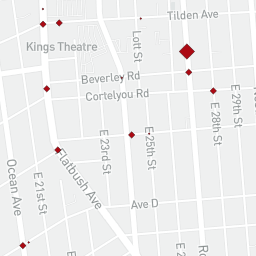 Tilden Ave
Lott St
Kings Theatre
Beverley Rd
Cortelyou Rd
E 29th St
E 28th St
E 23rd St
E 25th St
Flatbush Ave
Ocean Ave
E 21st St
Ave D
E
Ro